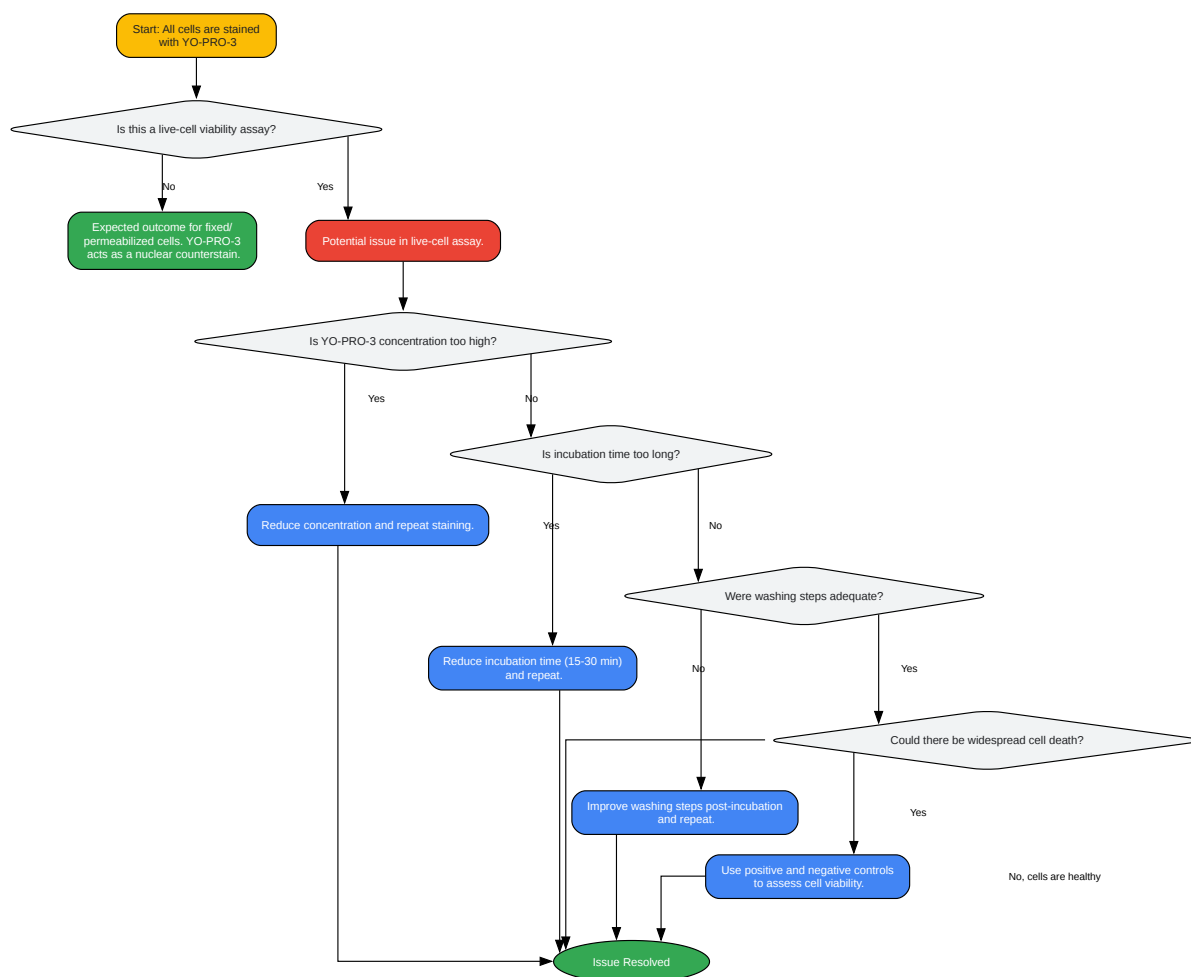 Start: All cells are stained
with YO-PRO-3
Is this a live-cell viability assay?
No
Yes
Expected outcome for fixed/
permeabilized cells. YO-PRO-3
acts as a nuclear counterstain.
Potential issue in live-cell assay.
Is YO-PRO-3 concentration too high?
Yes
No
Is incubation time too long?
Reduce concentration and repeat staining.
Yes
No
Were washing steps adequate?
Reduce incubation time (15-30 min)
and repeat.
No
Yes
Could there be widespread cell death?
Improve washing steps post-incubation
and repeat.
Yes
Use positive and negative controls
to assess cell viability.
No, cells are healthy
Issue Resolved